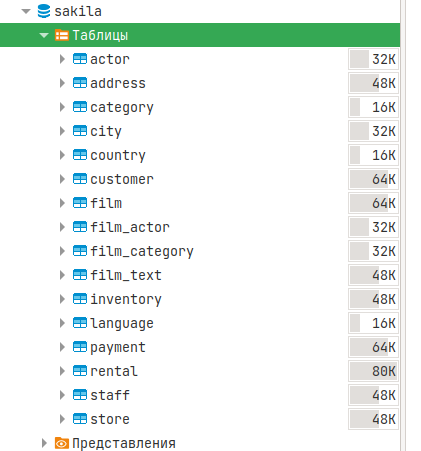 sakila
Таблицы
actor 32K
address 48K
category 16K
city 32K
country 16K
customer 64K
film 64K
film_actor 32K
film_category 32K
film_text 48K
inventory 48K
language 16K
payment 64K
rental 80K
staff 48K
store 48K
Представления